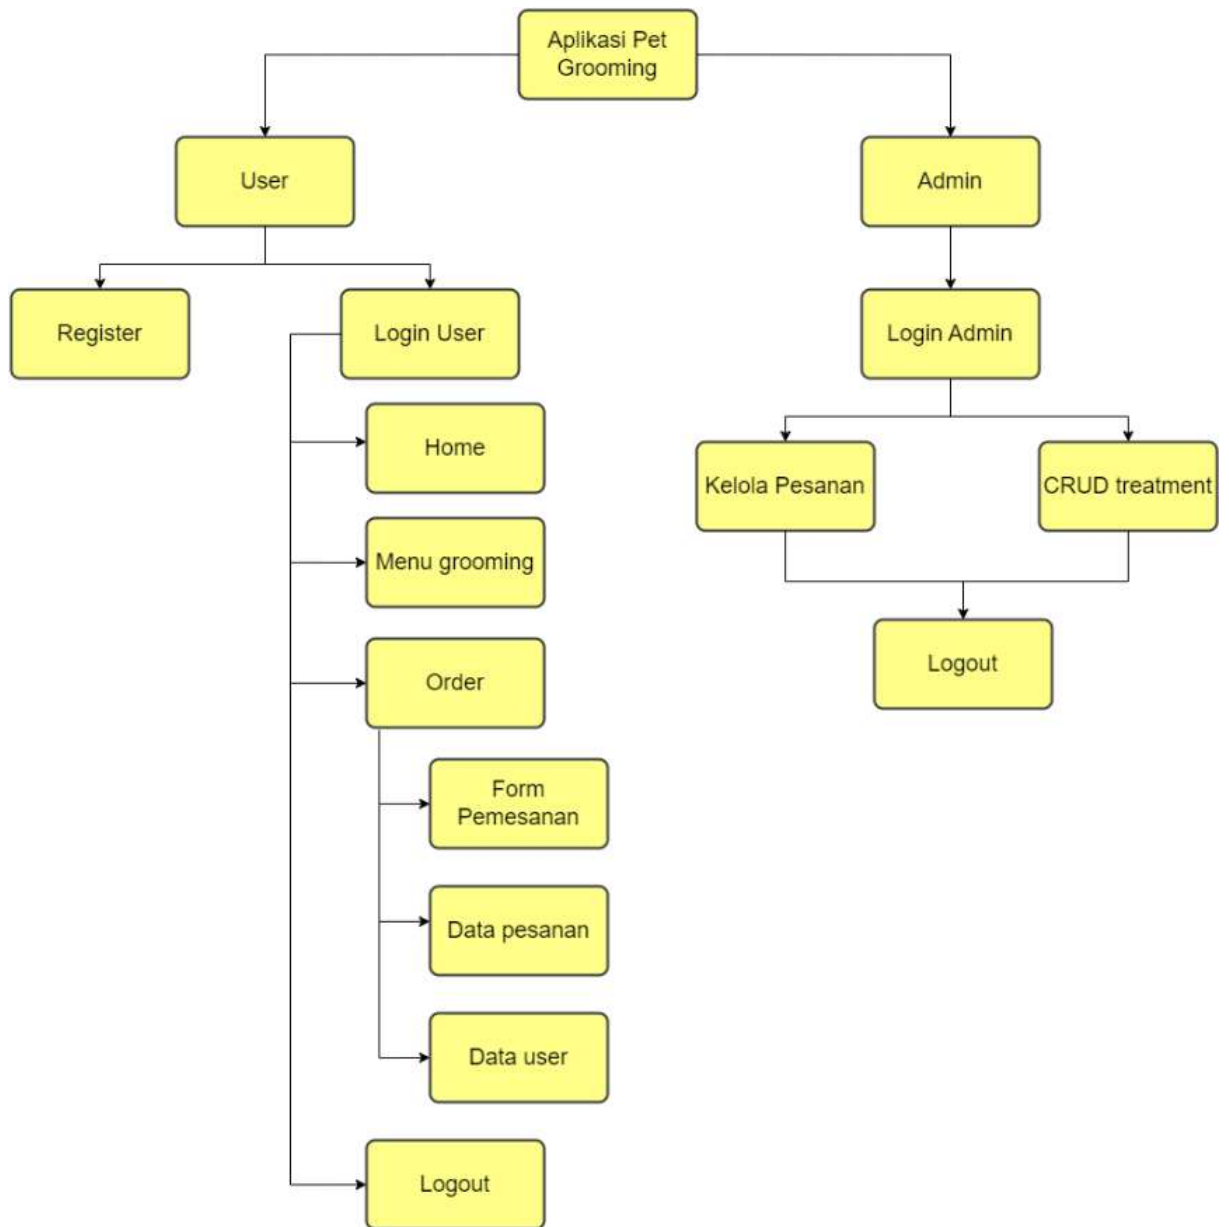 Aplikasi Pet
Grooming
User
Admin
Register
Login User
Login Admin
Home
Kelola Pesanan
CRUD treatment
Menu grooming
Order
Logout
Form
Pemesanan
Data pesanan
Data user
Logout